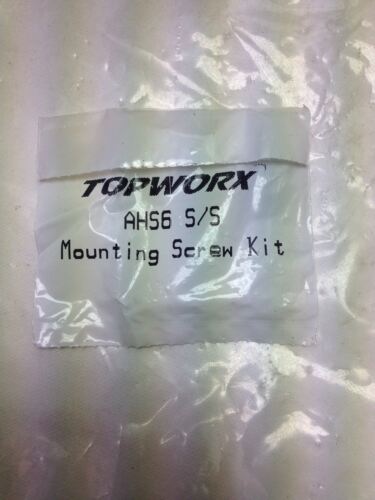 TOPWORX
AHS6 S/S
Mounting Screw Kit